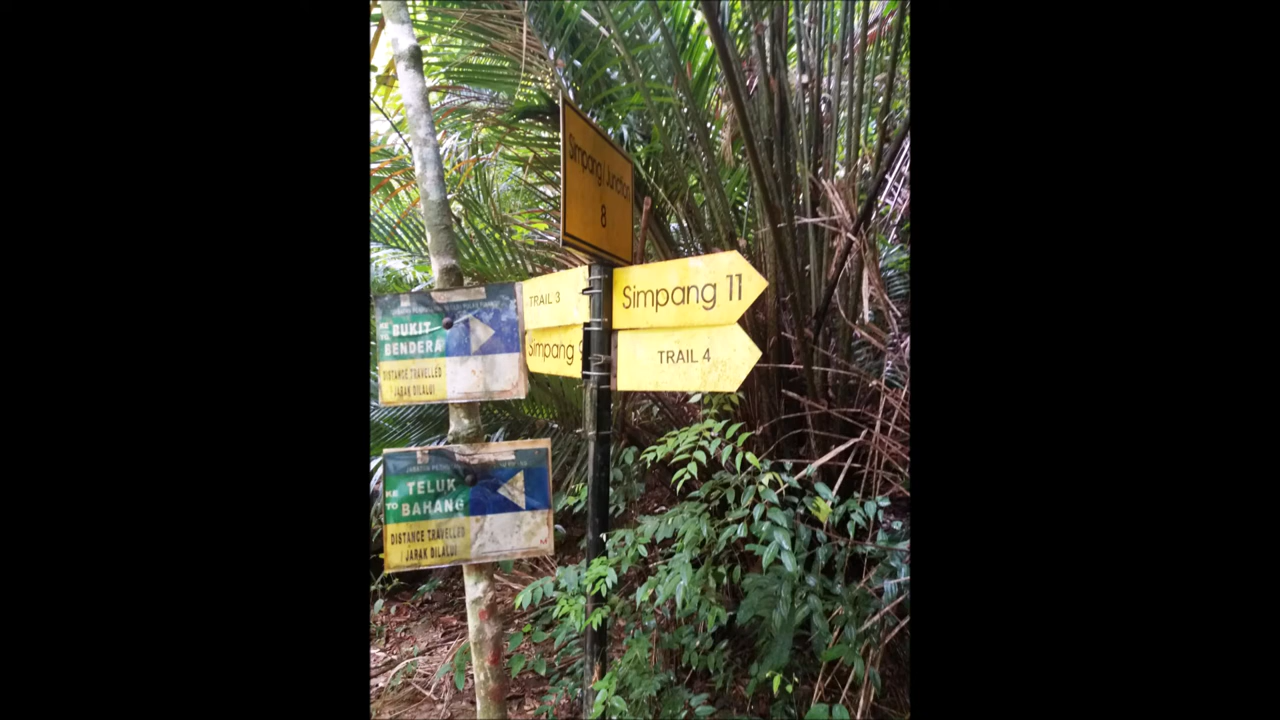 Simpang/Junction
8
TRAIL 3
Simpang 11
Simpang 9
TRAIL 4
KE
TO
BUKIT
BENDERA
DISTANCE TRAVELLED
/ JARAK DILALUI
KE
TO
TELUK
BAHANG
DISTANCE TRAVELLED
/ JARAK DILALUI